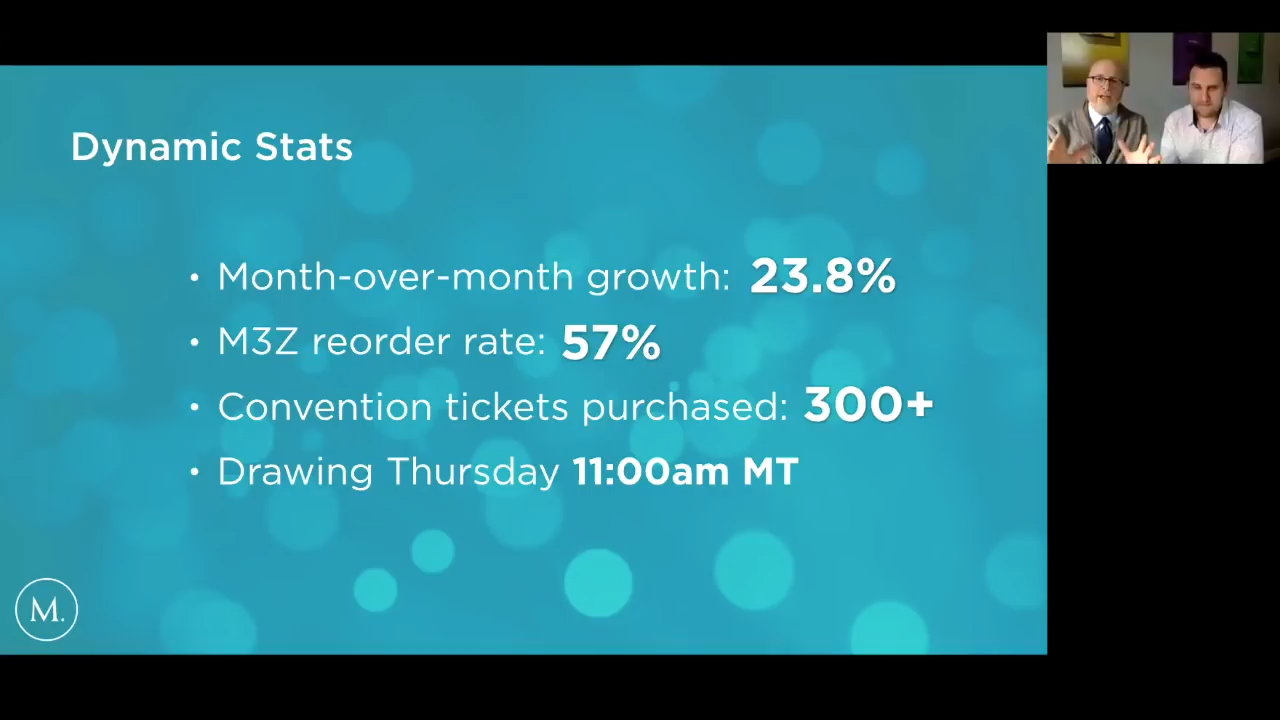 Dynamic Stats
• Month-over-month growth: 23.8%
• M3Z reorder rate: 57%
• Convention tickets purchased: 300+
• Drawing Thursday 11:00am MT
M.